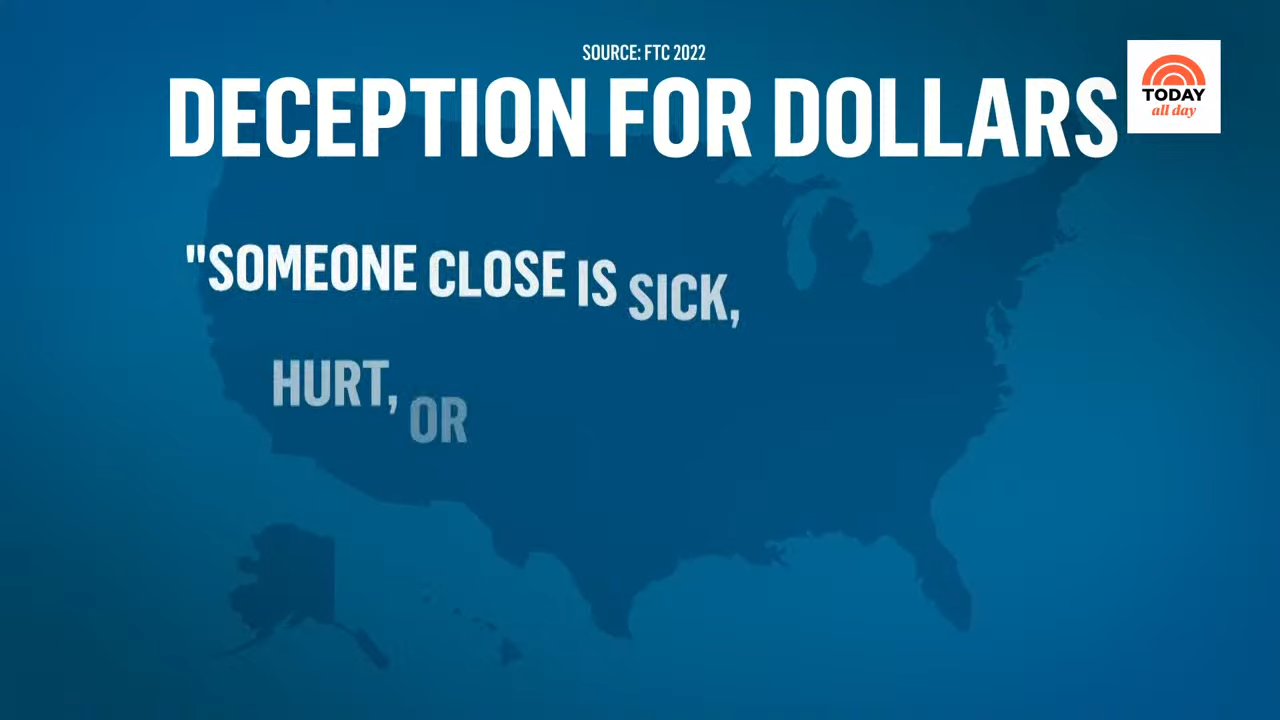 SOURCE: FTC 2022
DECEPTION FOR DOLLARS
TODAY
all day
"SOMEONE CLOSE IS SICK,
HURT, OR